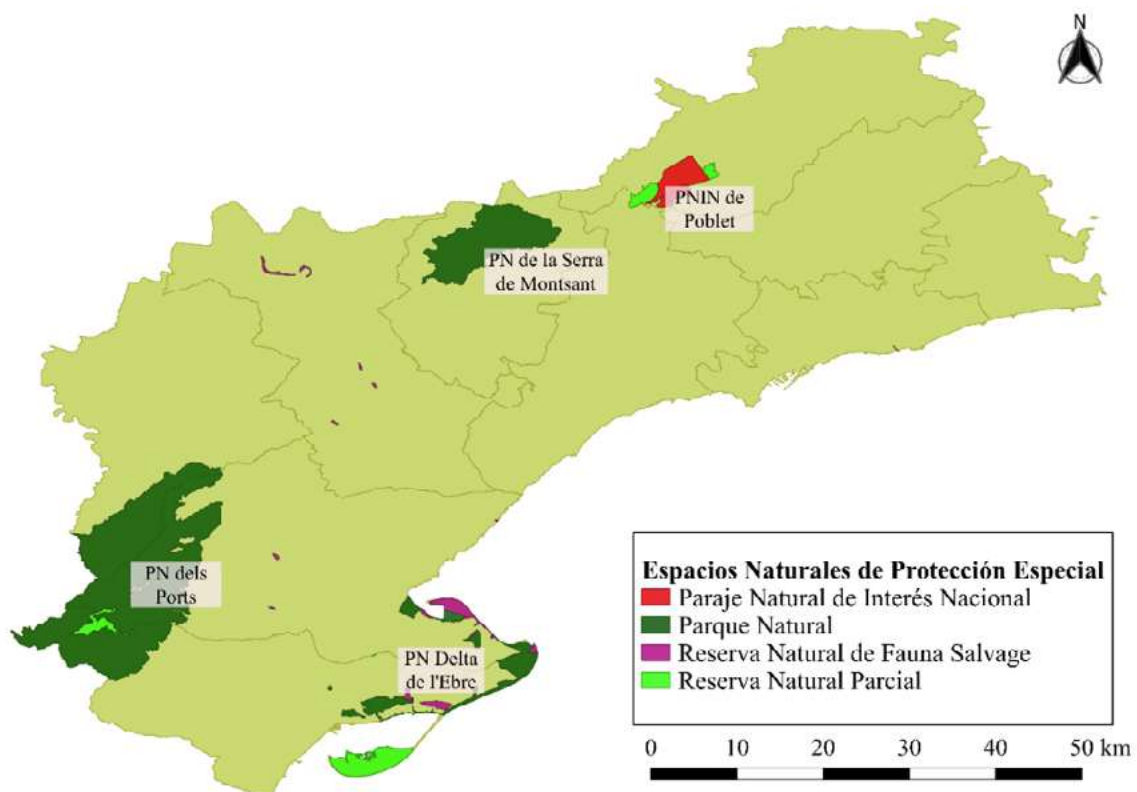 N
PNIN de
Poblet
PN de la Serra
de Montsant
PN dels
Ports
PN Delta
de l'Ebre
Espacios Naturales de Protección Especial
Paraje Natural de Interés Nacional
Parque Natural
Reserva Natural de Fauna Salvage
Reserva Natural Parcial
0 10 20 30 40 50 km